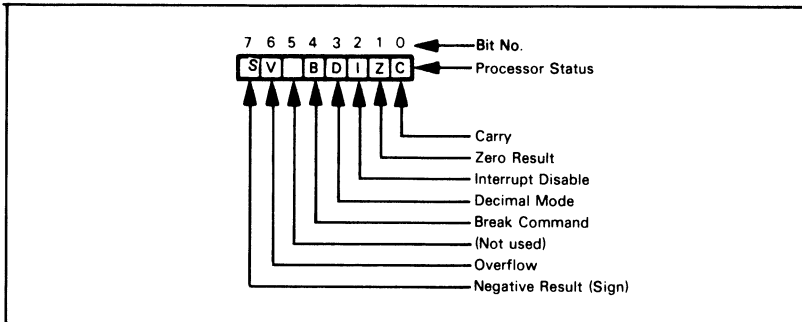 7 6 5 4 3 2 1 0 Bit No.
S V B D I Z C Processor Status
Carry
Zero Result
Interrupt Disable
Decimal Mode
Break Command
(Not used)
Overflow
Negative Result (Sign)